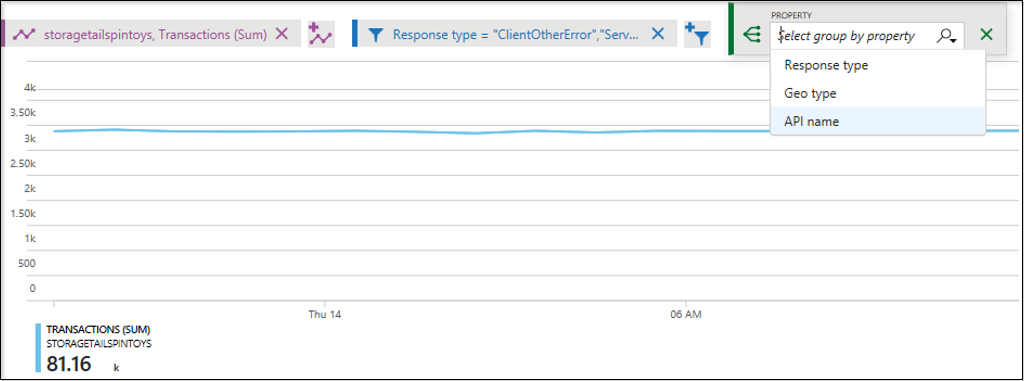 PROPERTY
storagetailspintoys, Transactions (Sum)
Response type = "ClientOtherError","Serv...
Select group by property
Response type
Geo type
API name
4k
3.50k
3k
2.50k
2k
1.50k
1k
500
0
Thu 14
06 AM
TRANSACTIONS (SUM)
STORAGETAILSPINTOYS
81.16 k